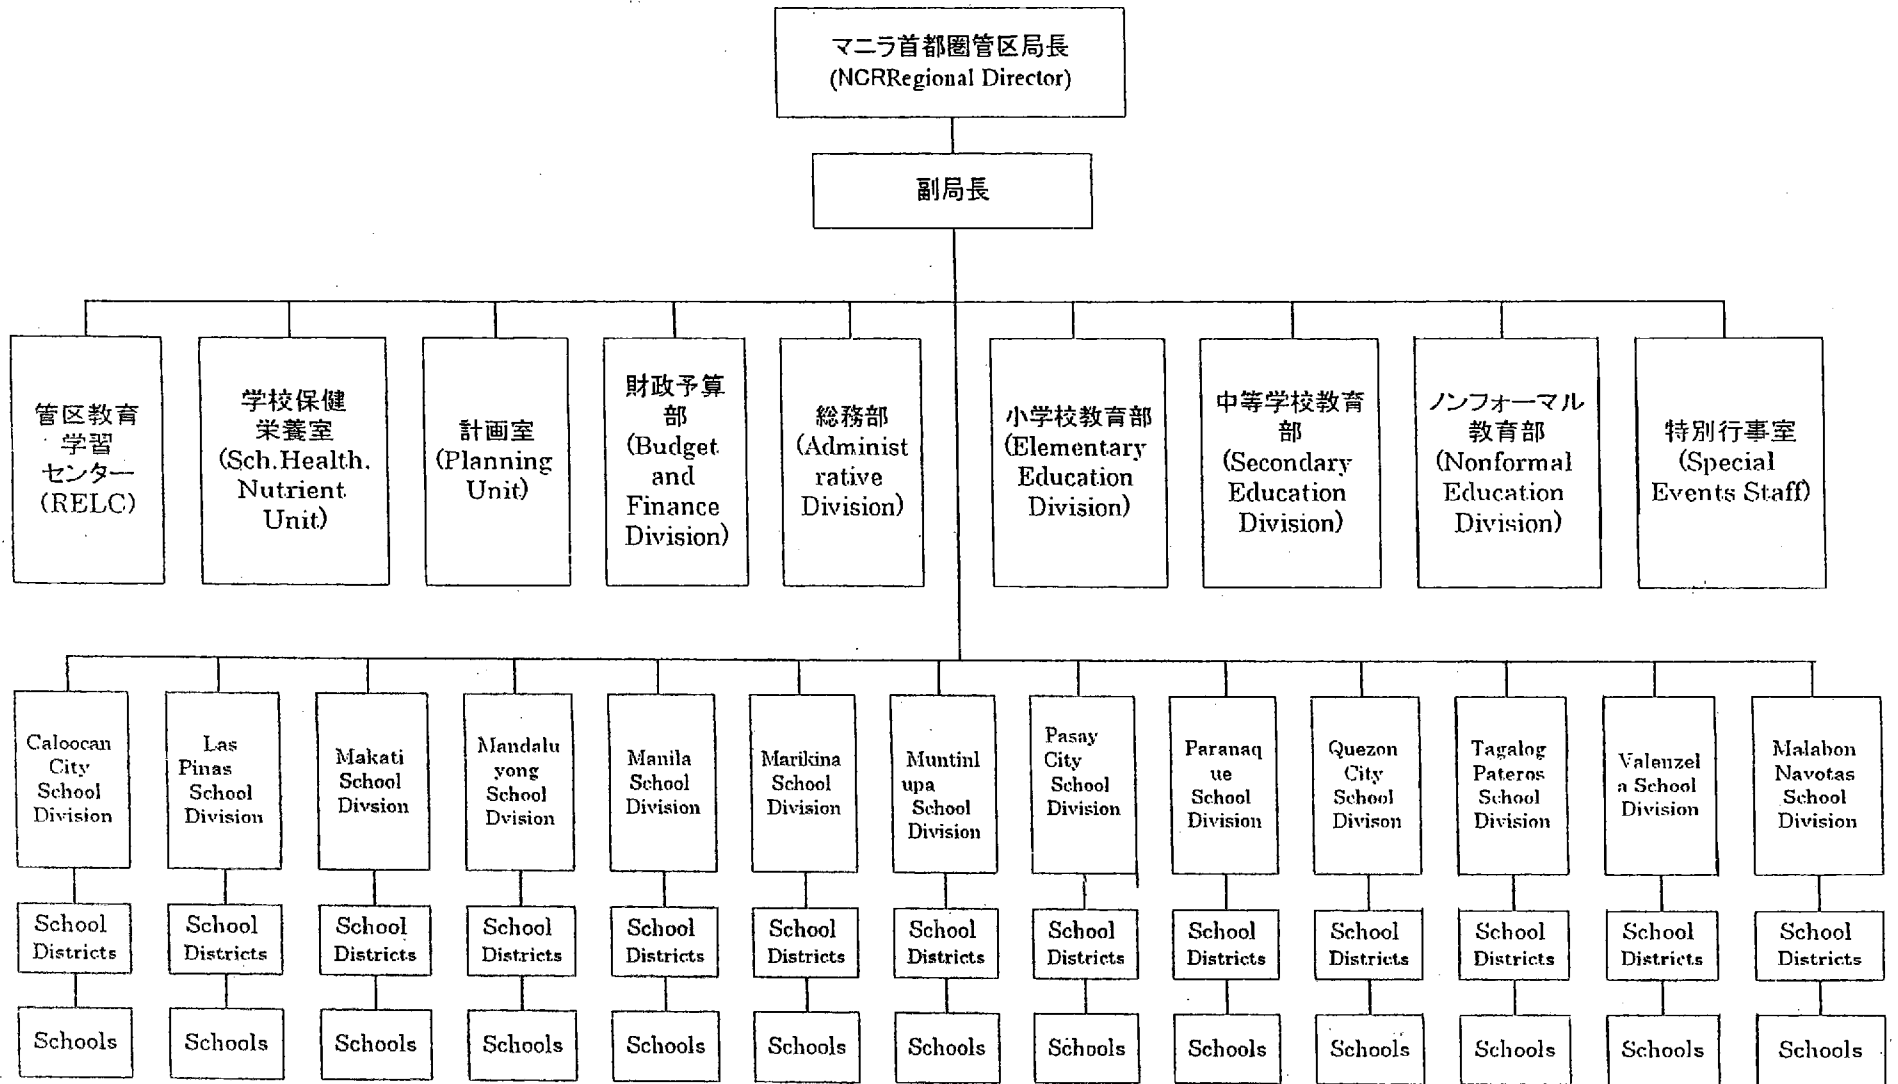 マニラ首都圏管区局長
(NCRRegional Director)
副局長
管区教育
学習
センター
(RELC)
学校保健
栄養室
(Sch.Health.
Nutrient
Unit)
計画室
(Planning
Unit)
財政予算
部
(Budget
and
Finance
Division)
総務部
(Administ
rative
Division)
小学校教育部
(Elementary
Education
Division)
中等学校教育
部
(Secondary
Education
Division)
ノンフォーマル
教育部
(Nonformal
Education
Division)
特別行事室
(Special
Events Staff)
Caloocan
City
School
Division
Las
Pinas
School
Division
Makati
School
Divsion
Mandalu
yong
School
Dvision
Manila
School
Division
Marikina
School
Division
Muntinl
upa
School
Division
Pasay
City
School
Division
Paranaq
ue
School
Division
Quezon
City
School
Divison
Tagalog
Pateros
School
Division
Valenzel
a School
Division
Malabon
Navotas
School
Division
School
Districts
School
Districts
School
Districts
School
Districts
School
Districts
School
Districts
School
Districts
School
Districts
School
Districts
School
Districts
School
Districts
School
Districts
School
Districts
Schools
Schools
Schools
Schools
Schools
Schools
Schools
Schools
Schools
Schools
Schools
Schools
Schools